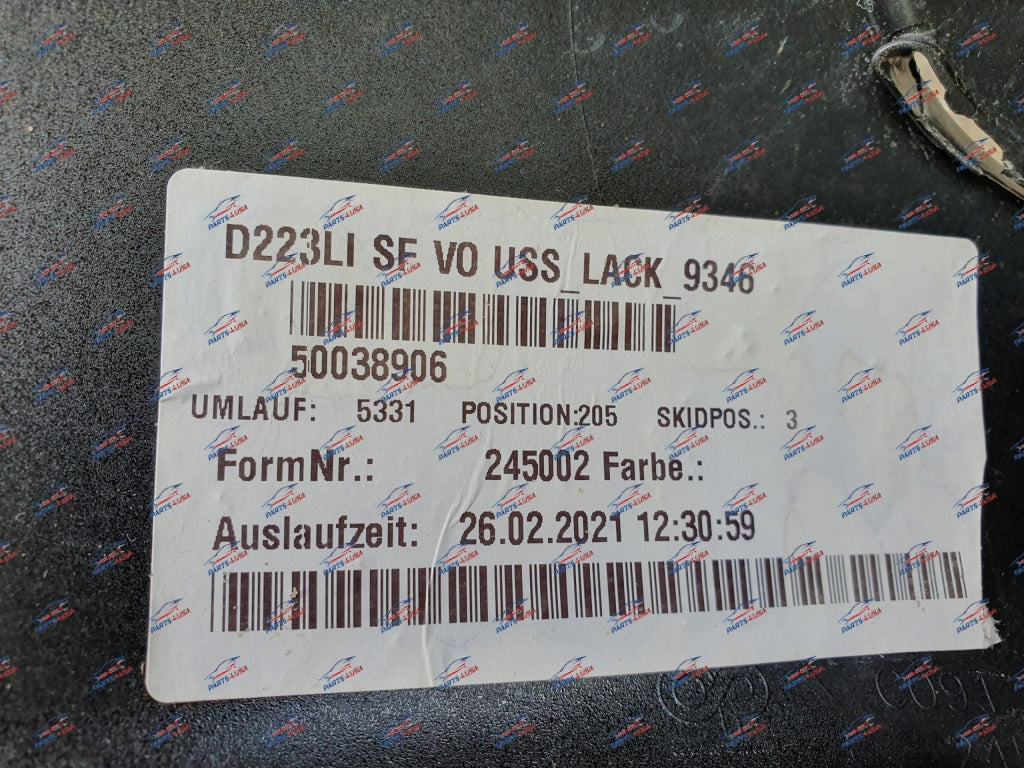 D223LI SF VO USS_LACK_9346
50038906
UMLAUF: 5331 POSITION:205 SKIDPOS.: 3
FormNr.: 245002 Farbe.:
Auslaufzeit: 26.02.2021 12:30:59
PARTS4USA